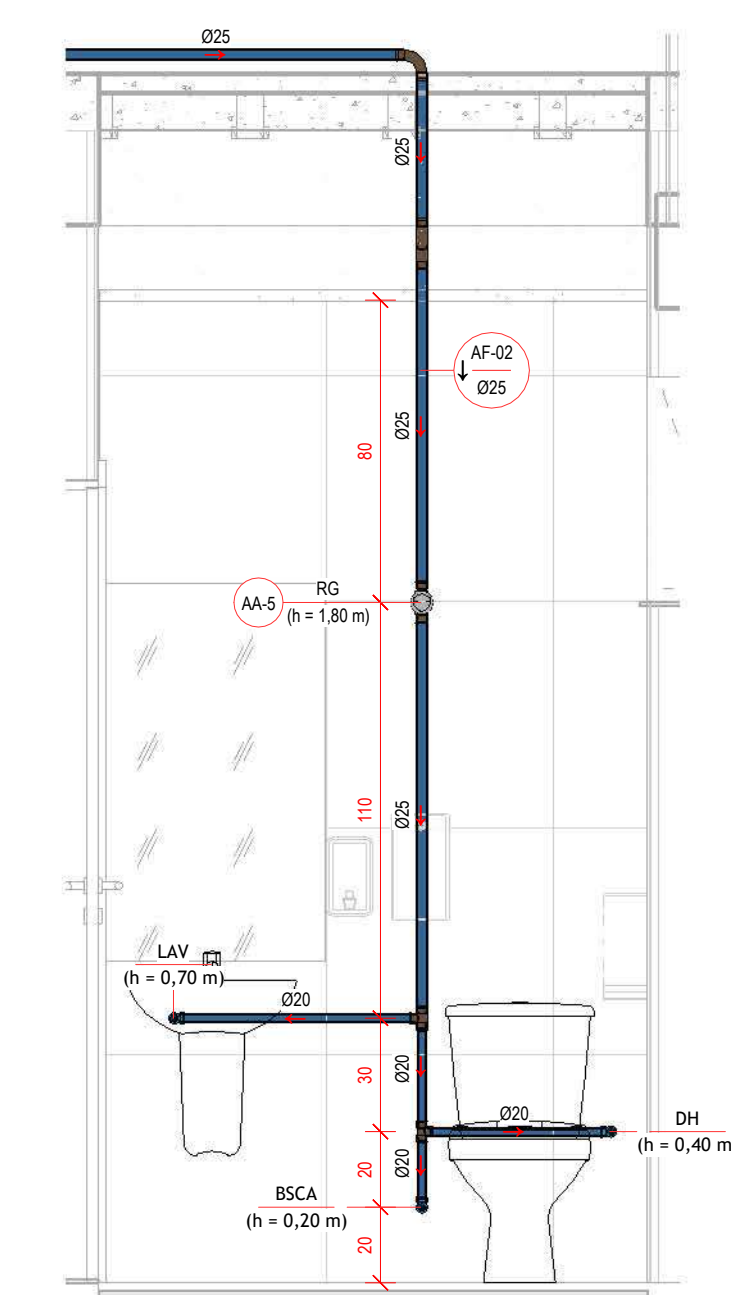 Ø25
Ø25
AF-02
Ø25
Ø25
80
RG
AA-5
(h = 1,80 m)
110
Ø25
LAV
(h = 0,70 m)
Ø20
30
Ø20
Ø20
DH
(h = 0,40 m
20
Ø20
BSCA
(h = 0,20 m)
20